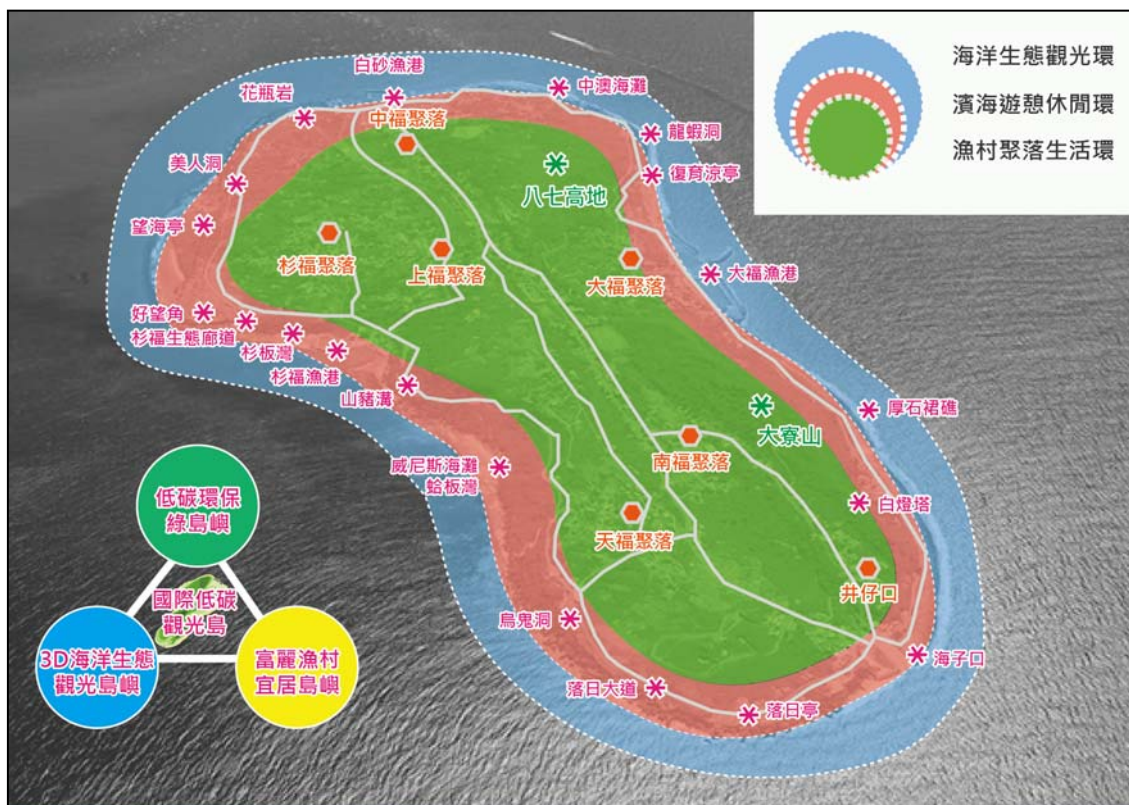 海洋生態觀光環
濱海遊憩休閒環
漁村聚落生活環
白砂漁港
中澳海灘
花瓶岩
中福聚落
龍蝦洞
美人洞
八七高地
復育涼亭
望海亭
杉福聚落
上福聚落
大福聚落
大福漁港
好望角
杉福生態廊道
杉板灣
杉福漁港
山豬溝
厚石裙礁
大寮山
南福聚落
威尼斯海灘
蛤板灣
白燈塔
天福聚落
井仔口
烏鬼洞
海子口
落日大道
落日亭
低碳環保
綠島嶼
國際低碳
觀光島
3D海洋生態
觀光島嶼
富麗漁村
宜居島嶼